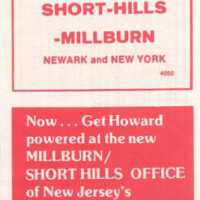 SHORT-HILLS
-MILLBURN
NEWARK and NEW YORK
4050
Now . . . Get Howard
powered at the new
MILLBURN/
SHORT HILLS OFFICE
of New Jersey's